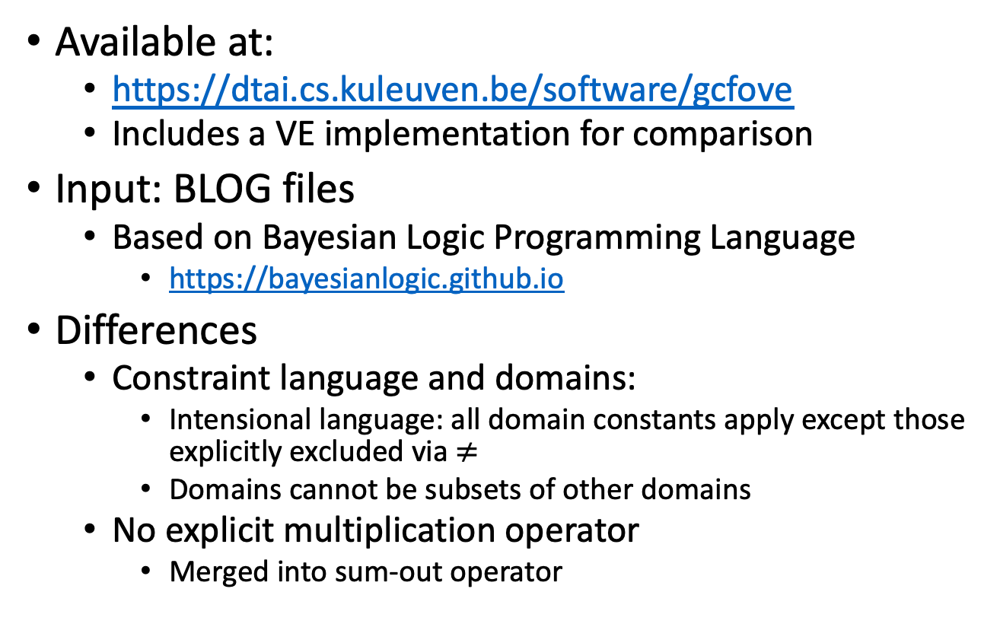 • Available at:
• https://dtai.cs.kuleuven.be/software/gcfove
• Includes a VE implementation for comparison
• Input: BLOG files
• Based on Bayesian Logic Programming Language
• https://bayesianlogic.github.io
• Differences
• Constraint language and domains:
• Intensional language: all domain constants apply except those
explicitly excluded via ≠
• Domains cannot be subsets of other domains
• No explicit multiplication operator
• Merged into sum-out operator